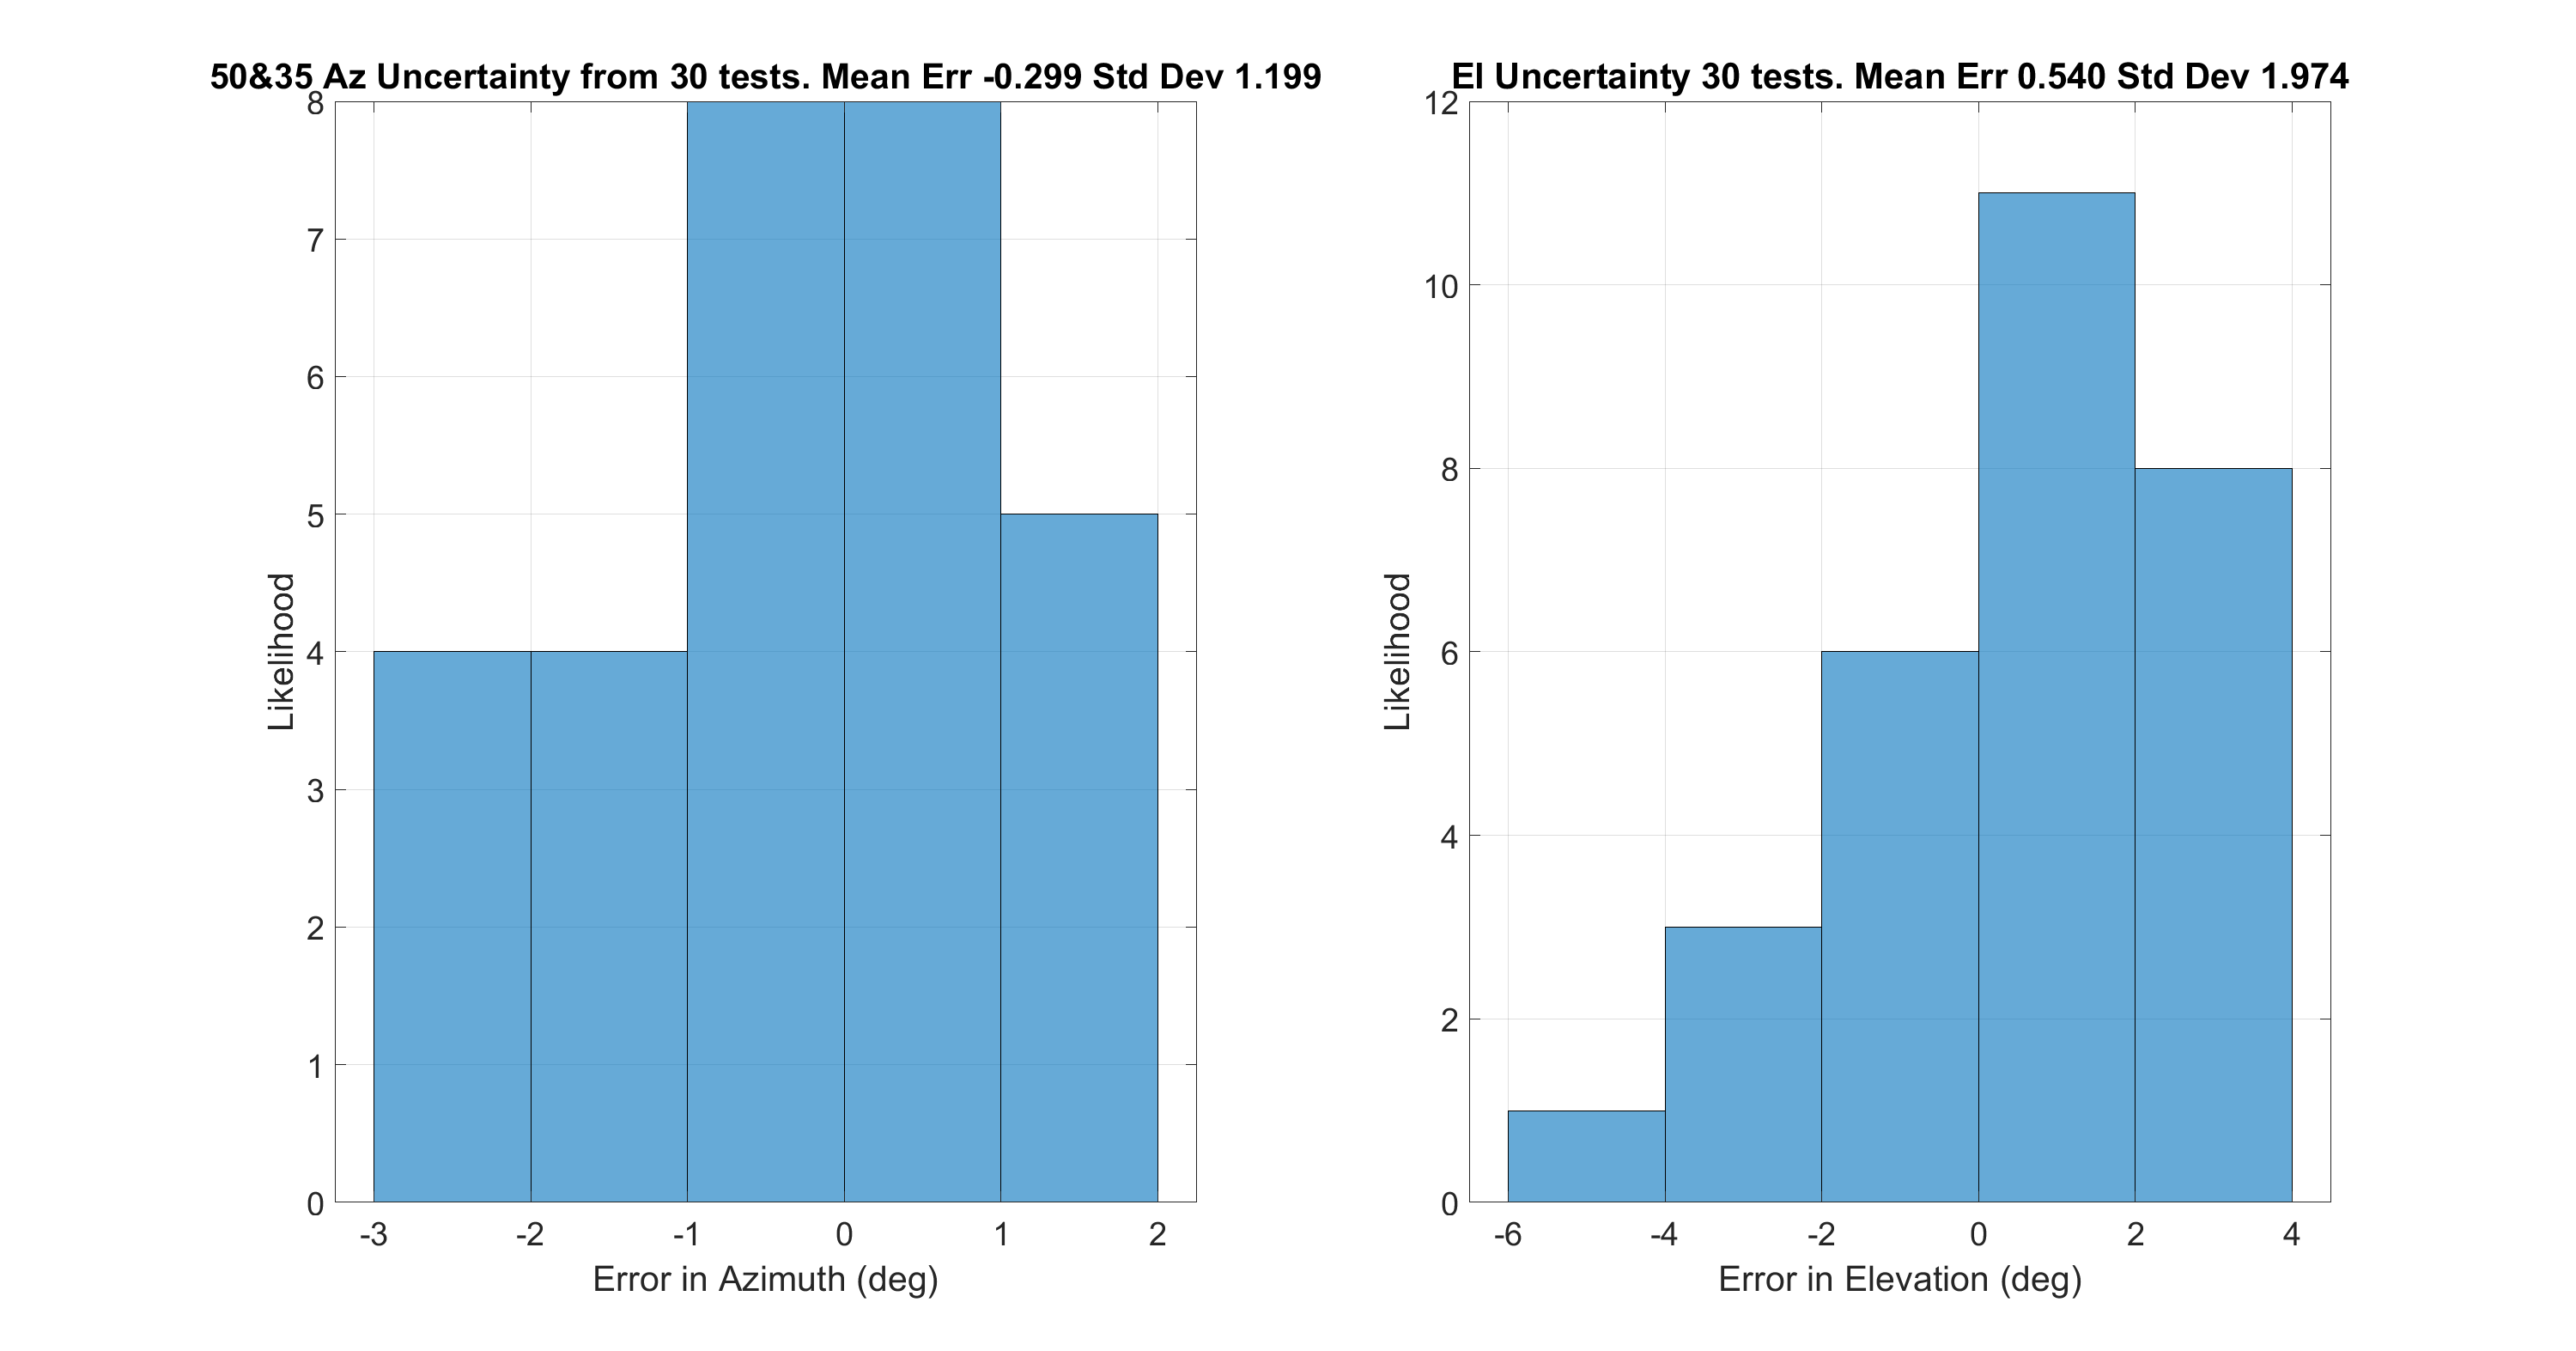 50&35 Az Uncertainty from 30 tests. Mean Err -0.299 Std Dev 1.199
8
7
6
5
4
3
2
1
0
Likelihood
-3 -2 -1 0 1 2
Error in Azimuth (deg)
El Uncertainty 30 tests. Mean Err 0.540 Std Dev 1.974
12
10
8
6
4
2
0
Likelihood
-6 -4 -2 0 2 4
Error in Elevation (deg)